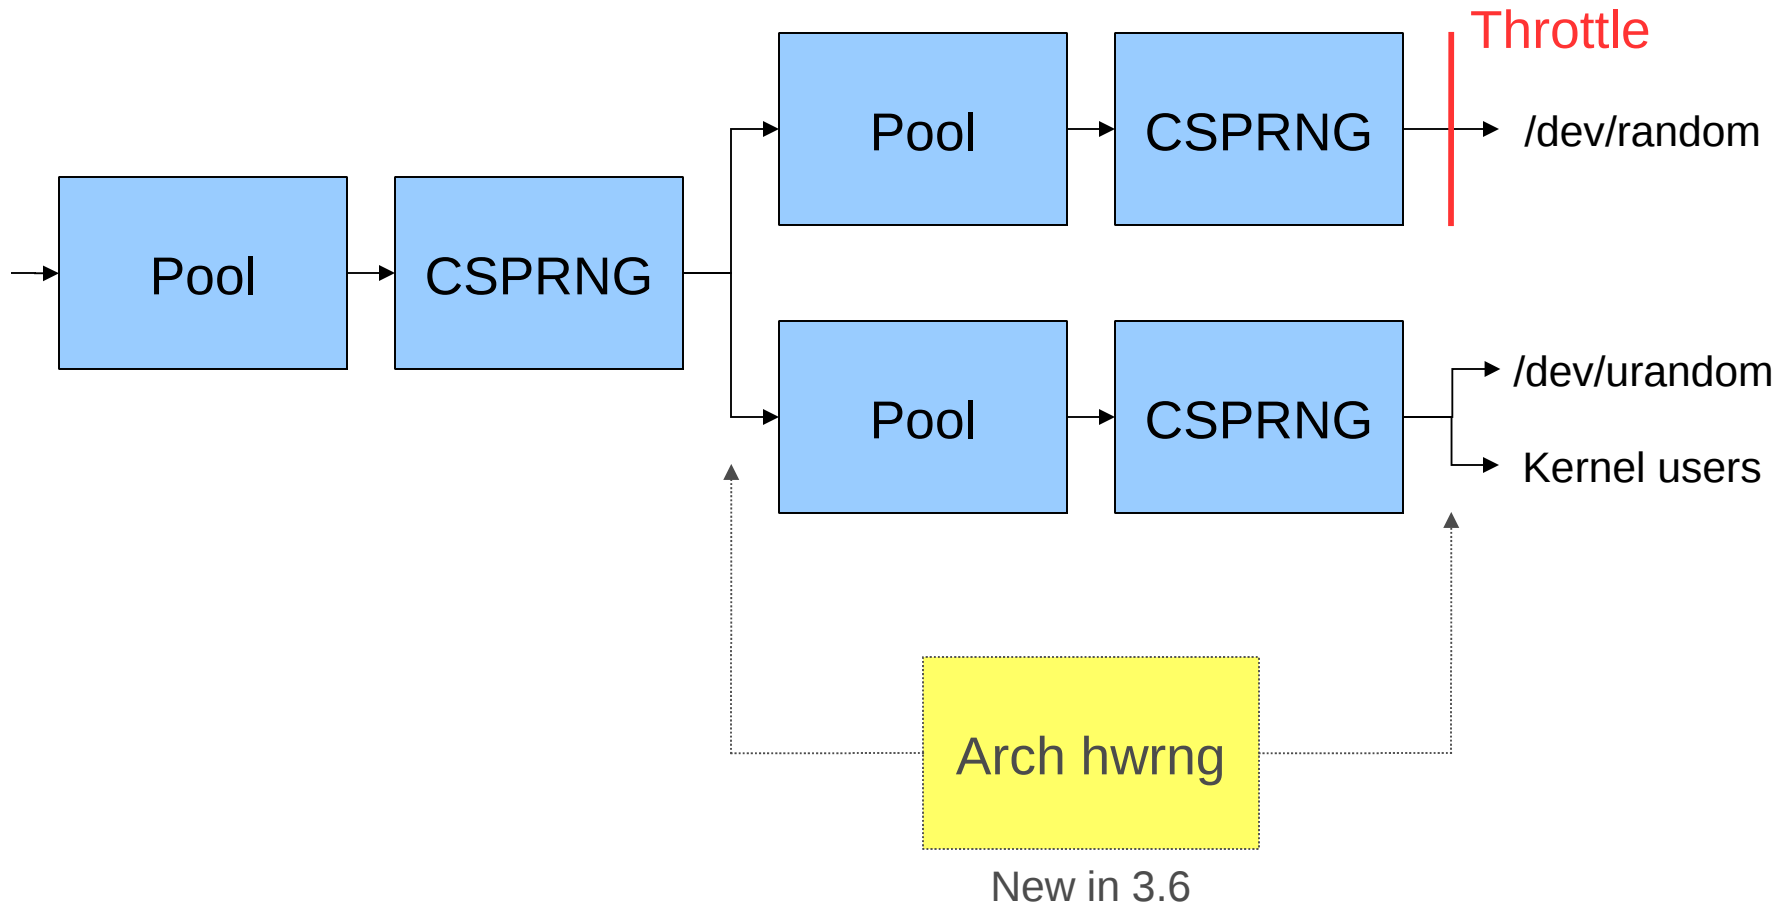 Throttle
Pool
CSPRNG
/dev/random
Pool
CSPRNG
Pool
CSPRNG
/dev/urandom
Kernel users
Arch hwrng
New in 3.6